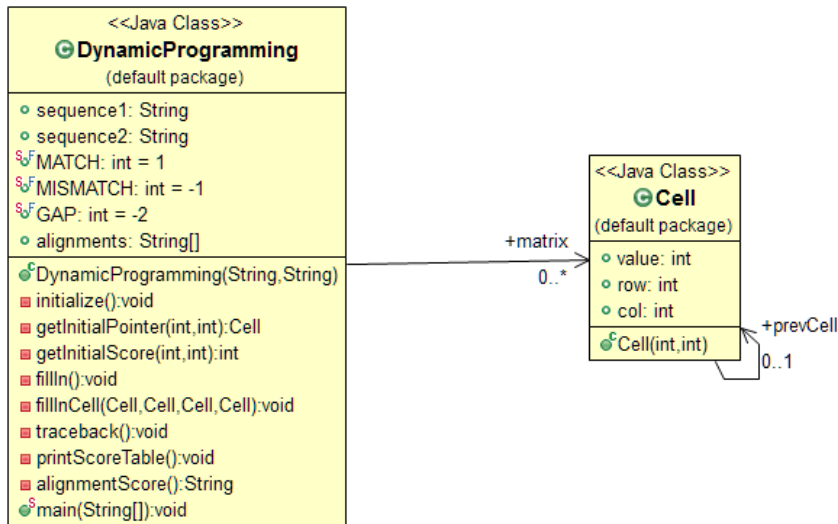 <<Java Class>>
DynamicProgramming
(default package)
sequence1: String
sequence2: String
MATCH: int = 1
MISMATCH: int = -1
GAP: int = -2
alignments: String[]
DynamicProgramming(String,String)
initialize():void
getInitialPointer(int,int):Cell
getInitialScore(int,int):int
fillIn():void
fillInCell(Cell,Cell,Cell,Cell):void
traceback():void
printScoreTable():void
alignmentScore():String
main(String[]):void
+matrix
0..*
<<Java Class>>
Cell
(default package)
value: int
row: int
col: int
Cell(int,int)
+prevCell
0..1